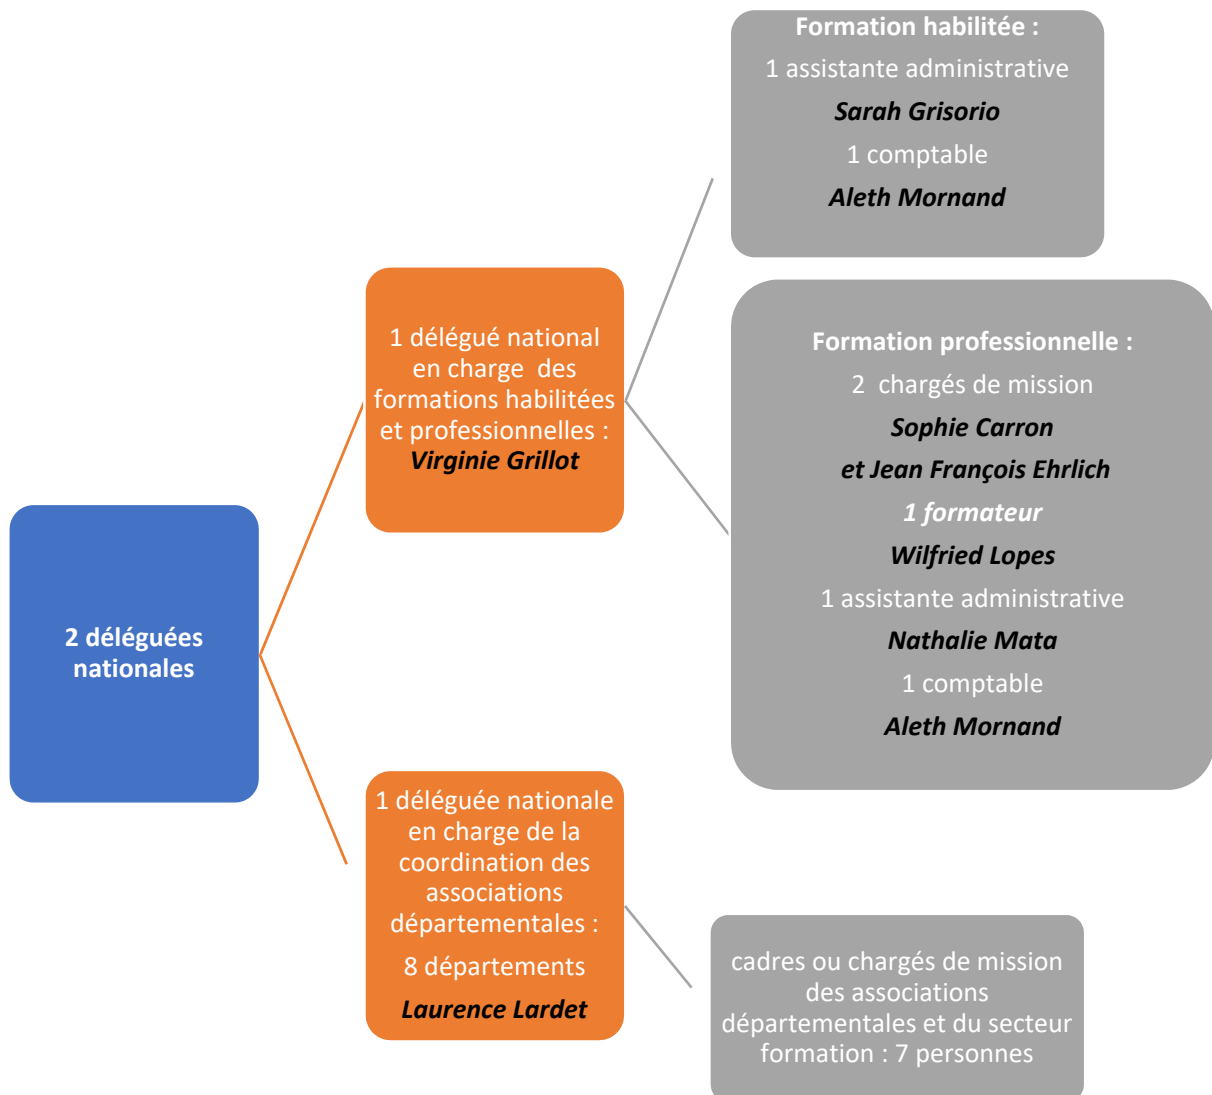 2 déléguées
nationales
1 délégué national
en charge  des
formations habilitées
et professionnelles :
Virginie Grillot
Formation habilitée :
1 assistante administrative
Sarah Grisorio
1 comptable
Aleth Mornand
Formation professionnelle :
2  chargés de mission
Sophie Carron
et Jean François Ehrlich
1 formateur
Wilfried Lopes
1 assistante administrative
Nathalie Mata
1 comptable
Aleth Mornand
1 déléguée nationale
en charge de la
coordination des
associations
départementales :
8 départements
Laurence Lardet
cadres ou chargés de mission
des associations
départementales et du secteur
formation : 7 personnes